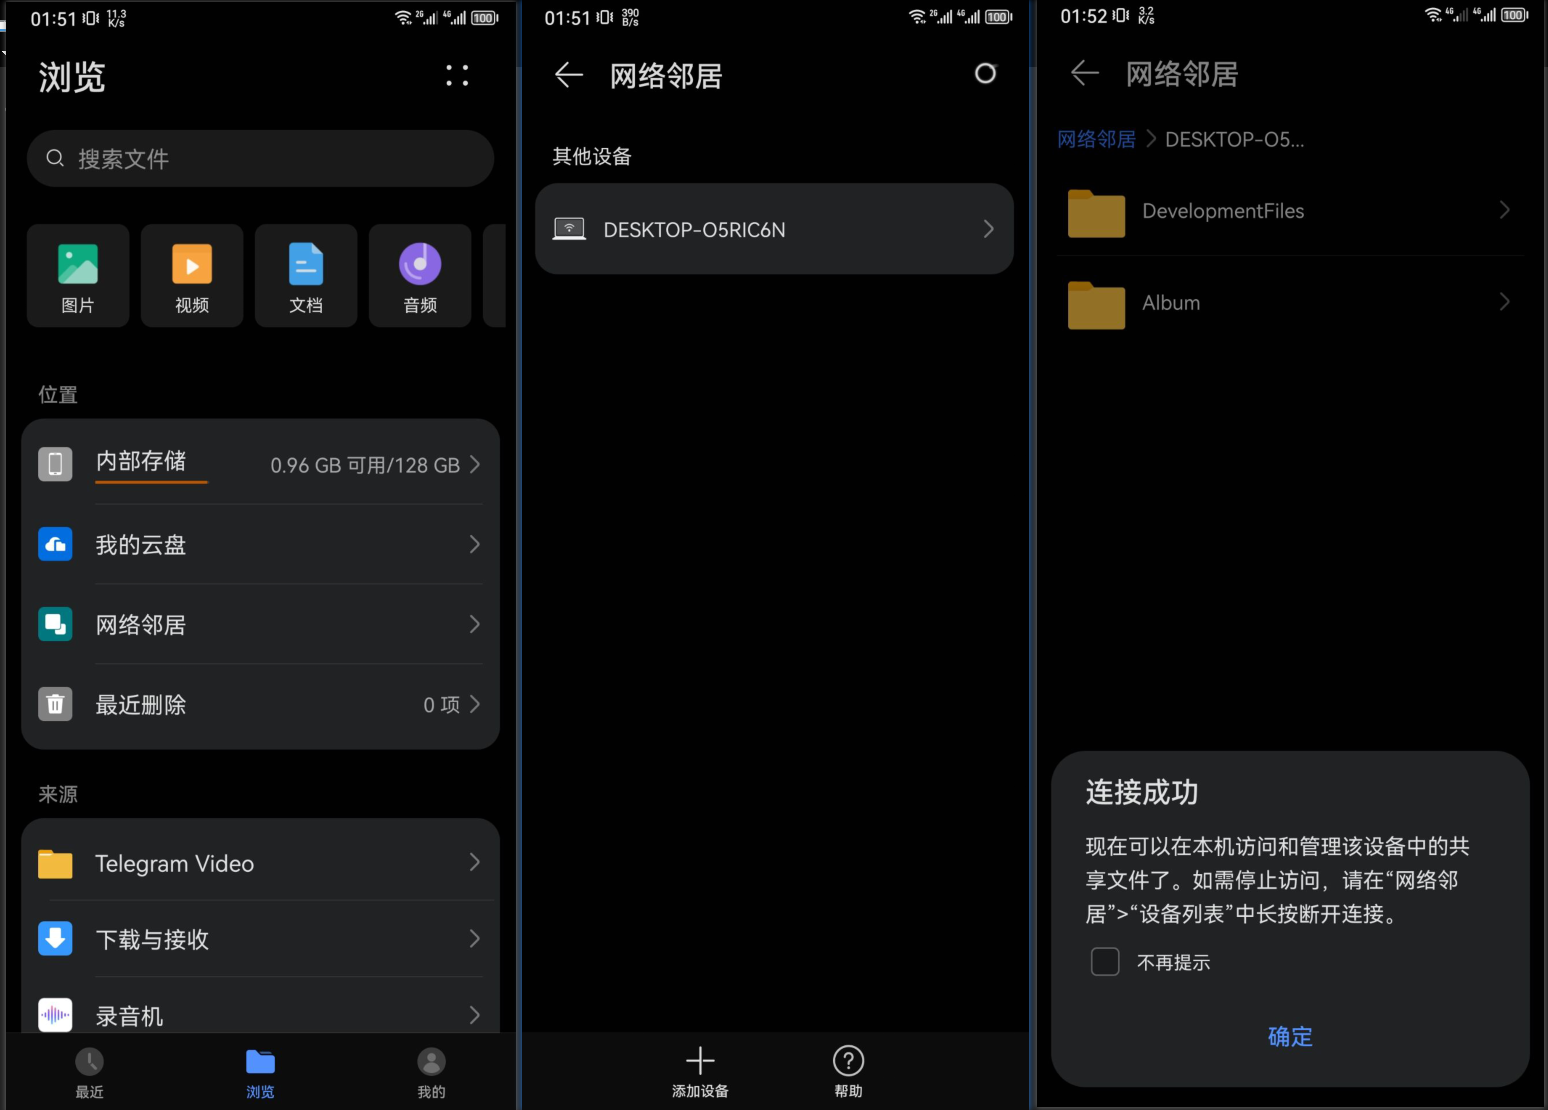 01:51 11.3 K/s 2G 4G 100
浏览
搜索文件
图片 视频 文档 音频
位置
内部存储 0.96 GB 可用/128 GB
我的云盘
网络邻居
最近删除 0 项
来源
Telegram Video
下载与接收
录音机
最近 浏览 我的
01:51 390 B/s 2G 4G 100
网络邻居
其他设备
DESKTOP-O5RIC6N
添加设备 帮助
01:52 3.2 K/s 4G 4G 100
网络邻居
网络邻居 > DESKTOP-O5...
DevelopmentFiles
Album
连接成功
现在可以在本机访问和管理该设备中的共
享文件了。如需停止访问，请在“网络邻
居”>“设备列表”中长按断开连接。
不再提示
确定